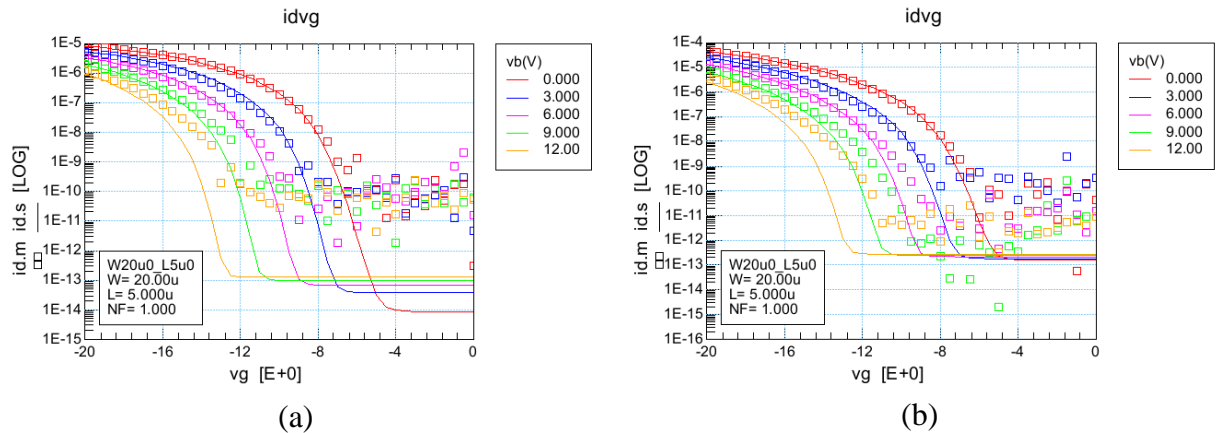 idvg
id.m id.s [LOG]
1E-5
1E-6
1E-7
1E-8
1E-9
1E-10
1E-11
1E-12
1E-13
1E-14
1E-15
W20u0_L5u0
W= 20.00u
L= 5.000u
NF= 1.000
-20
-16
-12
-8
-4
0
vg [E+0]
vb(V)
0.000
3.000
6.000
9.000
12.00
(a)
idvg
id.m id.s [LOG]
1E-4
1E-5
1E-6
1E-7
1E-8
1E-9
1E-10
1E-11
1E-12
1E-13
1E-14
1E-15
1E-16
W20u0_L5u0
W= 20.00u
L= 5.000u
NF= 1.000
-20
-16
-12
-8
-4
0
vg [E+0]
vb(V)
0.000
3.000
6.000
9.000
12.00
(b)